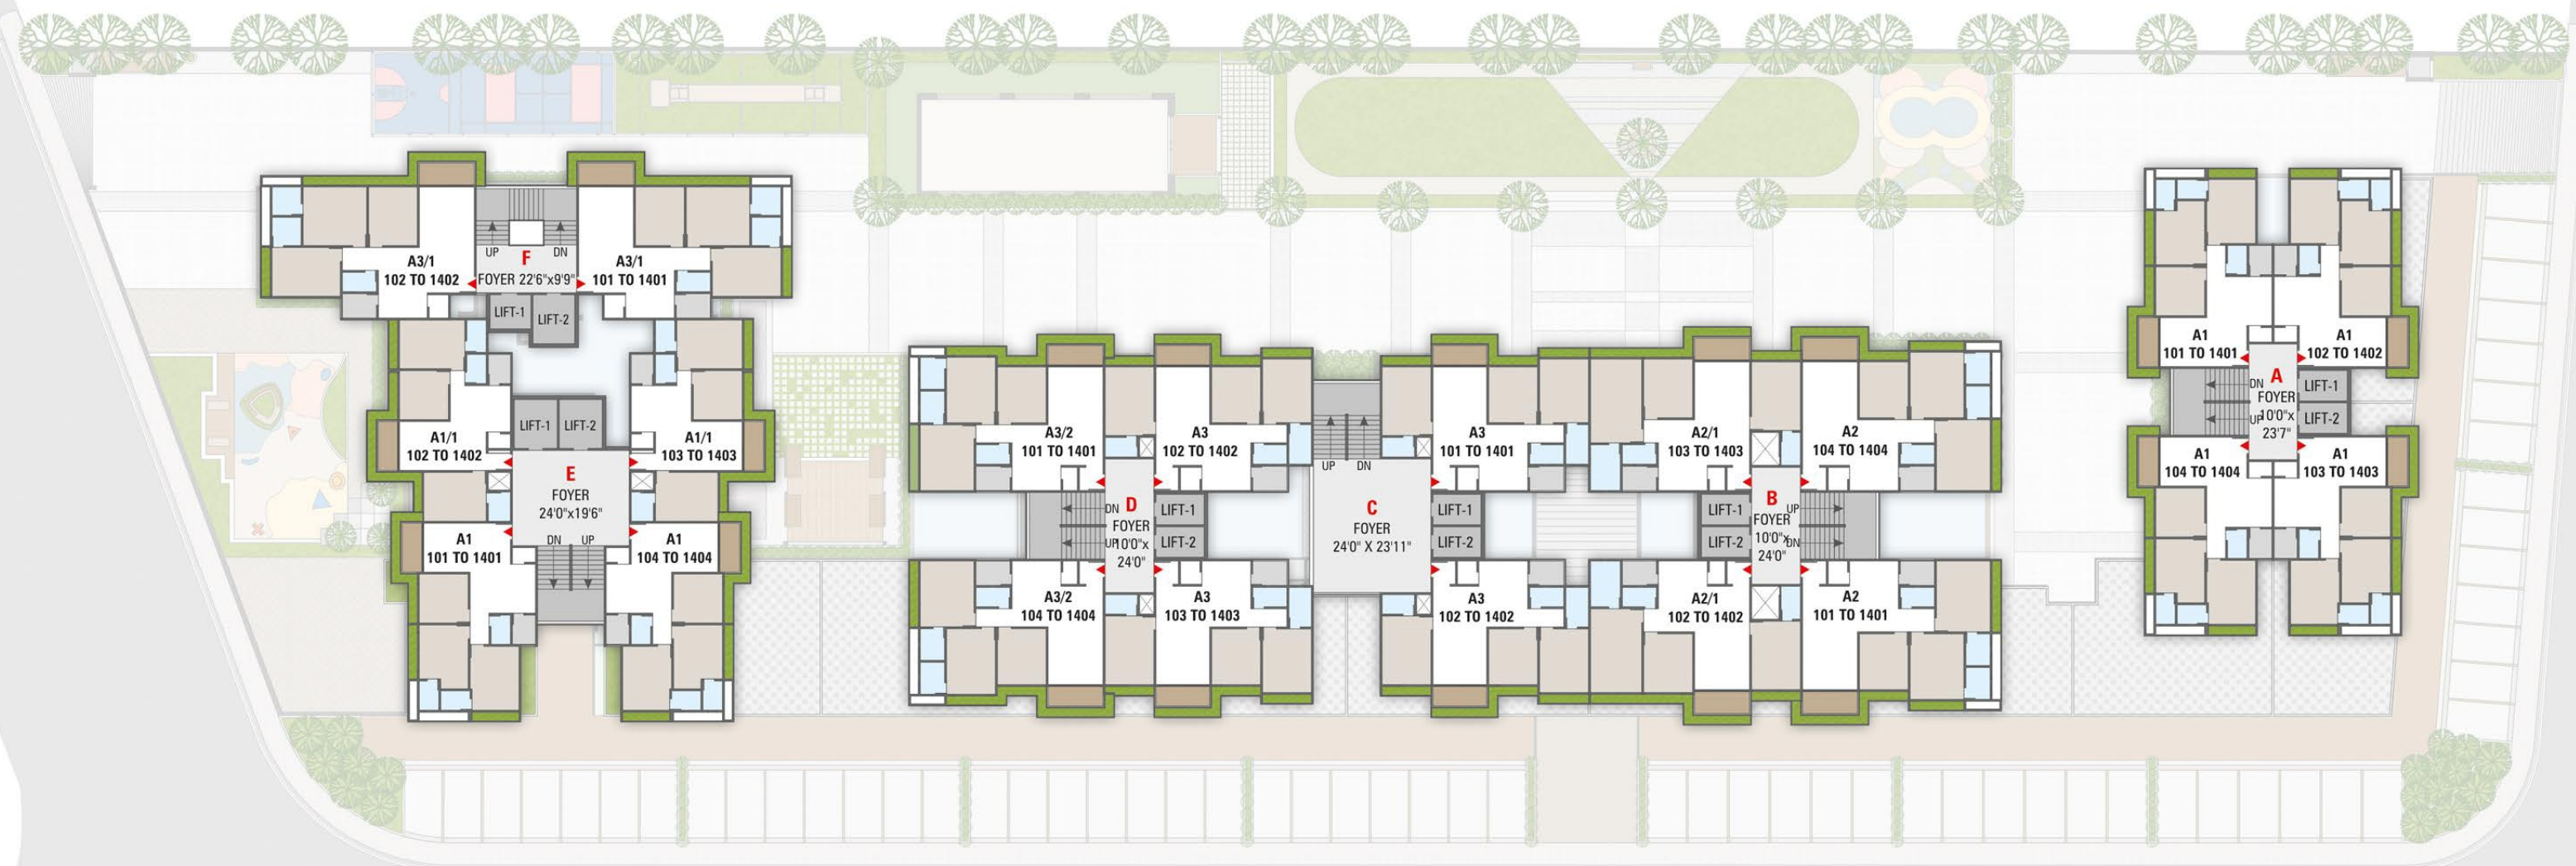 UP
DN
F
FOYER 22'6"x9'9"
A3/1
102 TO 1402
A3/1
101 TO 1401
LIFT-1
LIFT-2
A1/1
102 TO 1402
LIFT-1
LIFT-2
A1/1
103 TO 1403
E
FOYER
24'0"x19'6"
A1
101 TO 1401
DN
UP
A1
104 TO 1404
A3/2
101 TO 1401
A3
102 TO 1402
DN
D
FOYER
UP
10'0"x
24'0"
LIFT-1
LIFT-2
A3/2
104 TO 1404
A3
103 TO 1403
UP
DN
C
FOYER
24'0" X 23'11"
LIFT-1
LIFT-2
A3
101 TO 1401
A3
102 TO 1402
A2/1
103 TO 1403
A2
104 TO 1404
LIFT-1
LIFT-2
B
UP
FOYER
10'0"x
DN
24'0"
A2/1
102 TO 1402
A2
101 TO 1401
A1
101 TO 1401
A1
102 TO 1402
DN
A
FOYER
UP
10'0"x
23'7"
LIFT-1
LIFT-2
A1
104 TO 1404
A1
103 TO 1403